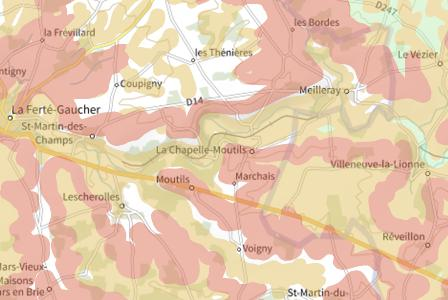 les Bordes
D247
la Frévillard
les Thénières
Le Vézier
ntigny
Coupigny
Meilleray
D14
La Ferté-Gaucher
St-Martin-des-
Champs
La Chapelle-Moutils
Villeneuve-la-Lionne
Moutils
Marchais
Lescherolles
Réveillon
Voigny
Mars-Vieux-
Maisons
ars en Brie
St-Martin-du-